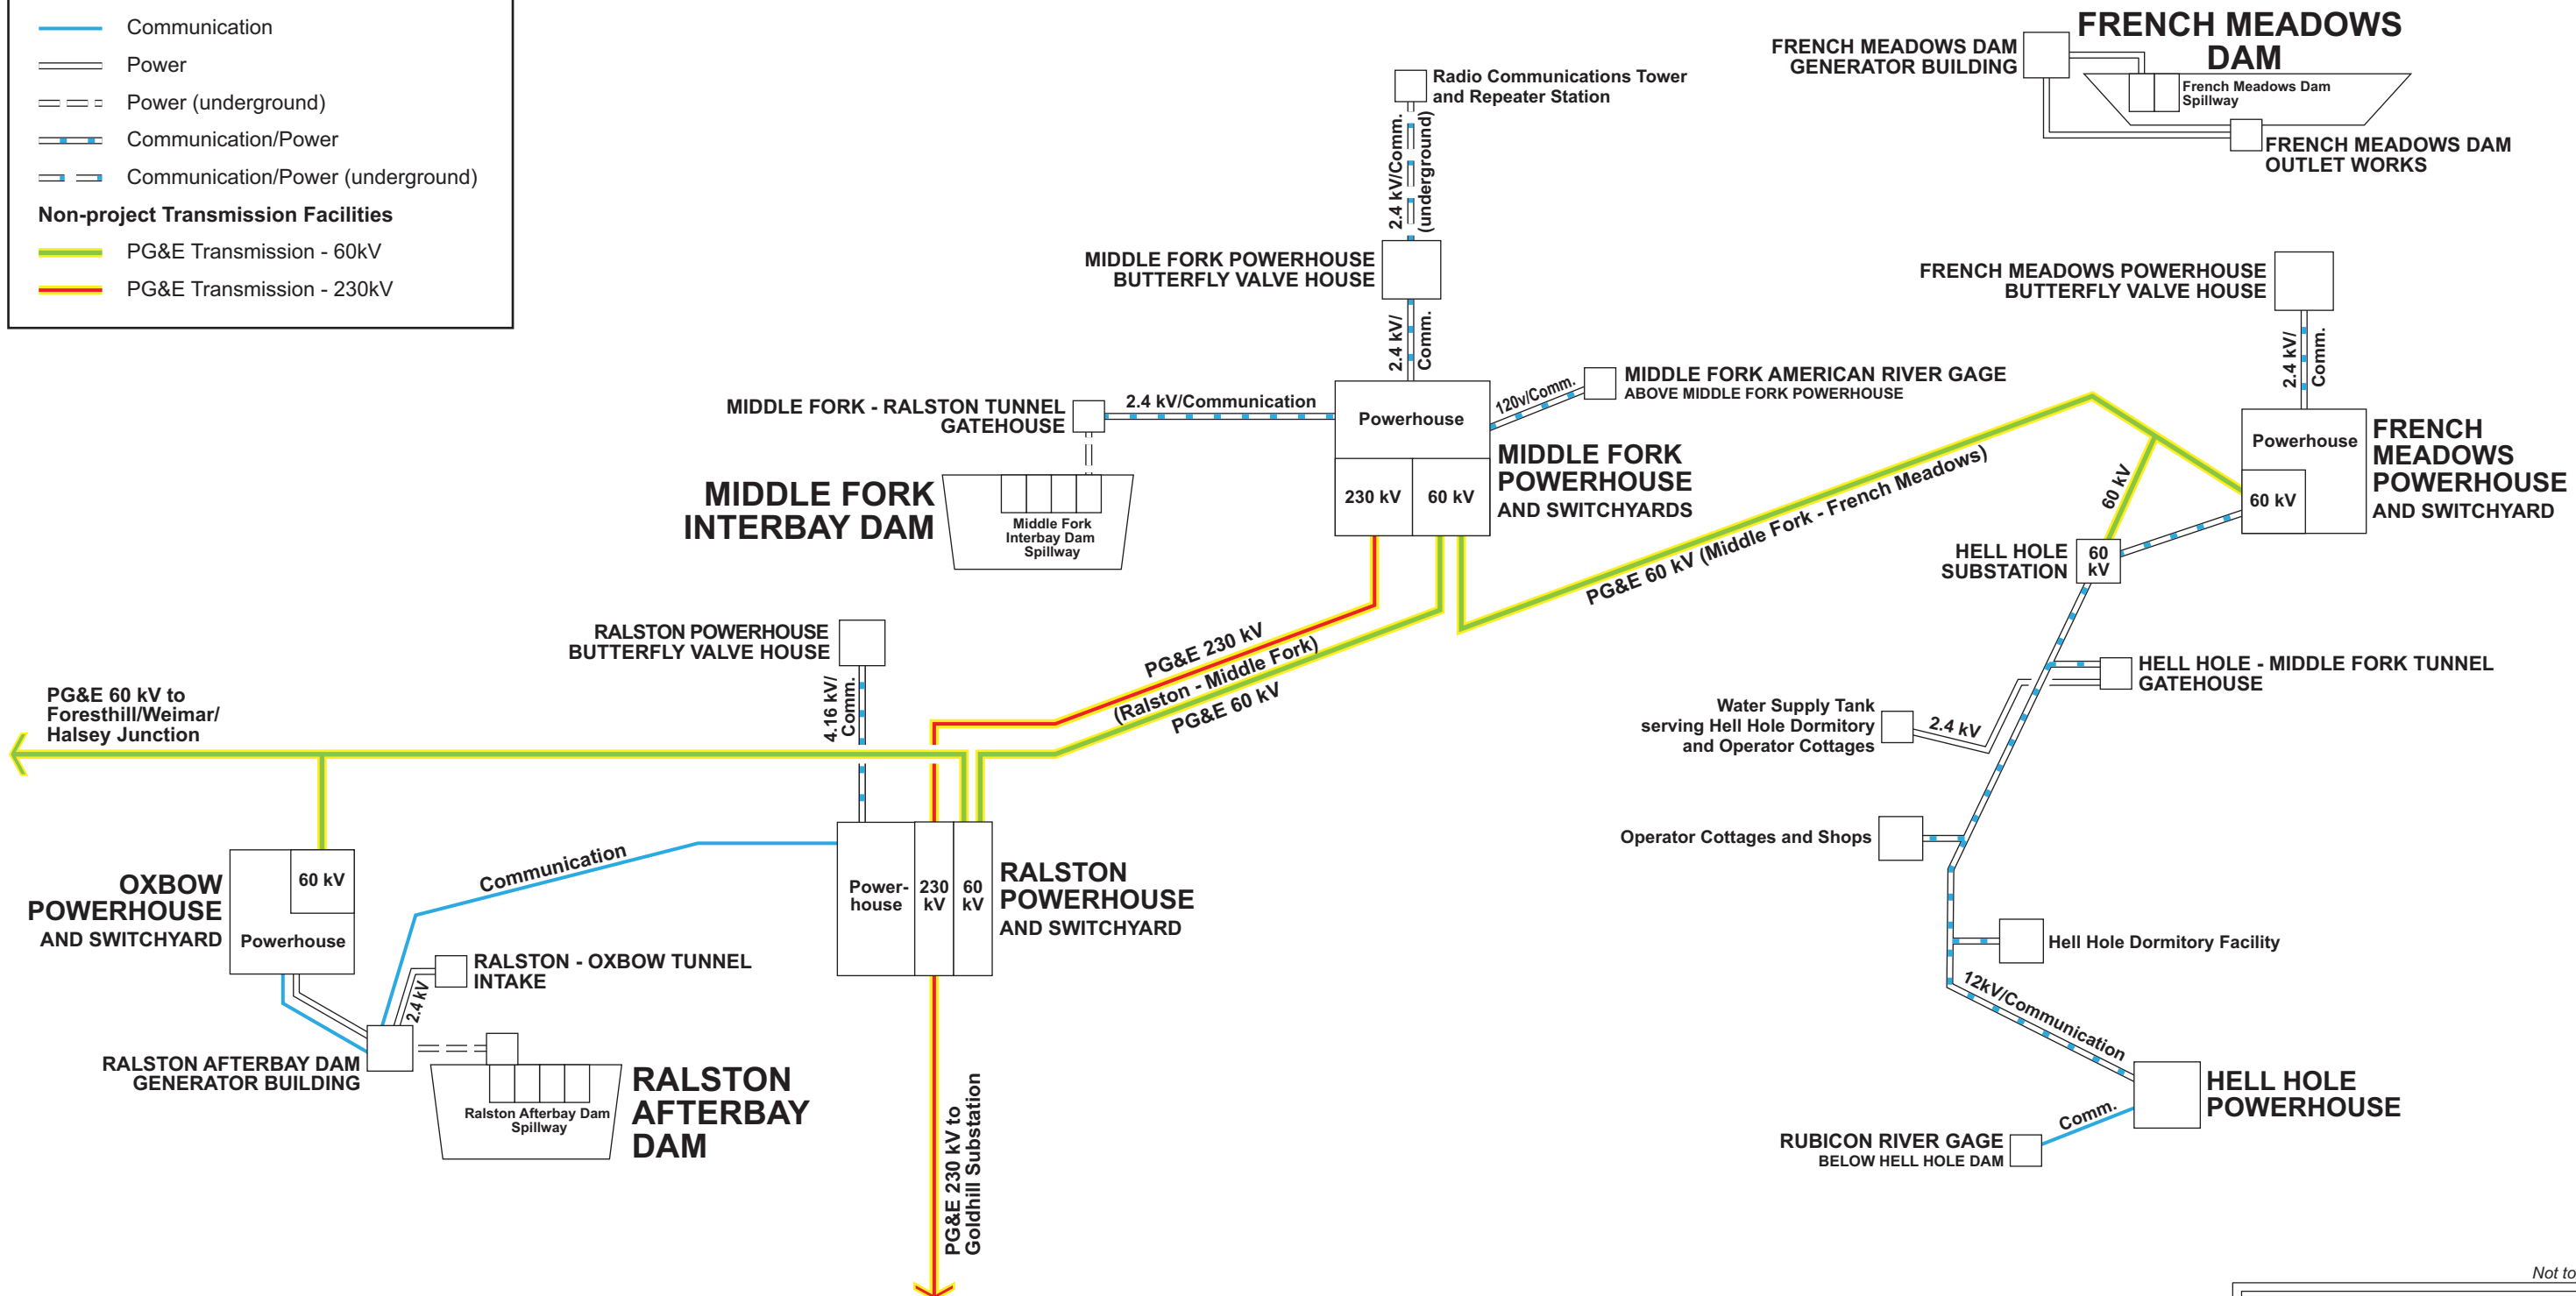 Communication
Power
Power (underground)
Communication/Power
Communication/Power (underground)
Non-project Transmission Facilities
PG&E Transmission - 60kV
PG&E Transmission - 230kV
FRENCH MEADOWS
DAM
FRENCH MEADOWS DAM
GENERATOR BUILDING
French Meadows Dam
Spillway
FRENCH MEADOWS DAM
OUTLET WORKS
Radio Communications Tower
and Repeater Station
2.4 kV/Comm.
(underground)
MIDDLE FORK POWERHOUSE
BUTTERFLY VALVE HOUSE
2.4 kV/
Comm.
FRENCH MEADOWS POWERHOUSE
BUTTERFLY VALVE HOUSE
2.4 kV/
Comm.
MIDDLE FORK - RALSTON TUNNEL
GATEHOUSE
2.4 kV/Communication
Powerhouse
230 kV
60 kV
120v/Comm.
MIDDLE FORK AMERICAN RIVER GAGE
ABOVE MIDDLE FORK POWERHOUSE
MIDDLE FORK
POWERHOUSE
AND SWITCHYARDS
MIDDLE FORK
INTERBAY DAM
Middle Fork
Interbay Dam
Spillway
PG&E 60 kV (Middle Fork - French Meadows)
60 kV
Powerhouse
60 kV
FRENCH
MEADOWS
POWERHOUSE
AND SWITCHYARD
HELL HOLE
SUBSTATION
60
kV
RALSTON POWERHOUSE
BUTTERFLY VALVE HOUSE
4.16 kV/
Comm.
PG&E 230 kV
(Ralston - Middle Fork)
PG&E 60 kV
PG&E 60 kV to
Foresthill/Weimar/
Halsey Junction
HELL HOLE - MIDDLE FORK TUNNEL
GATEHOUSE
Water Supply Tank
serving Hell Hole Dormitory
and Operator Cottages
2.4 kV
Operator Cottages and Shops
Hell Hole Dormitory Facility
12kV/Communication
HELL HOLE
POWERHOUSE
Comm.
RUBICON RIVER GAGE
BELOW HELL HOLE DAM
OXBOW
POWERHOUSE
AND SWITCHYARD
60 kV
Powerhouse
Communication
Power-
house
230
kV
60
kV
RALSTON
POWERHOUSE
AND SWITCHYARD
RALSTON - OXBOW TUNNEL
INTAKE
2.4 kV
RALSTON AFTERBAY DAM
GENERATOR BUILDING
Ralston Afterbay Dam
Spillway
RALSTON
AFTERBAY
DAM
PG&E 230 kV to
Goldhill Substation
Not to